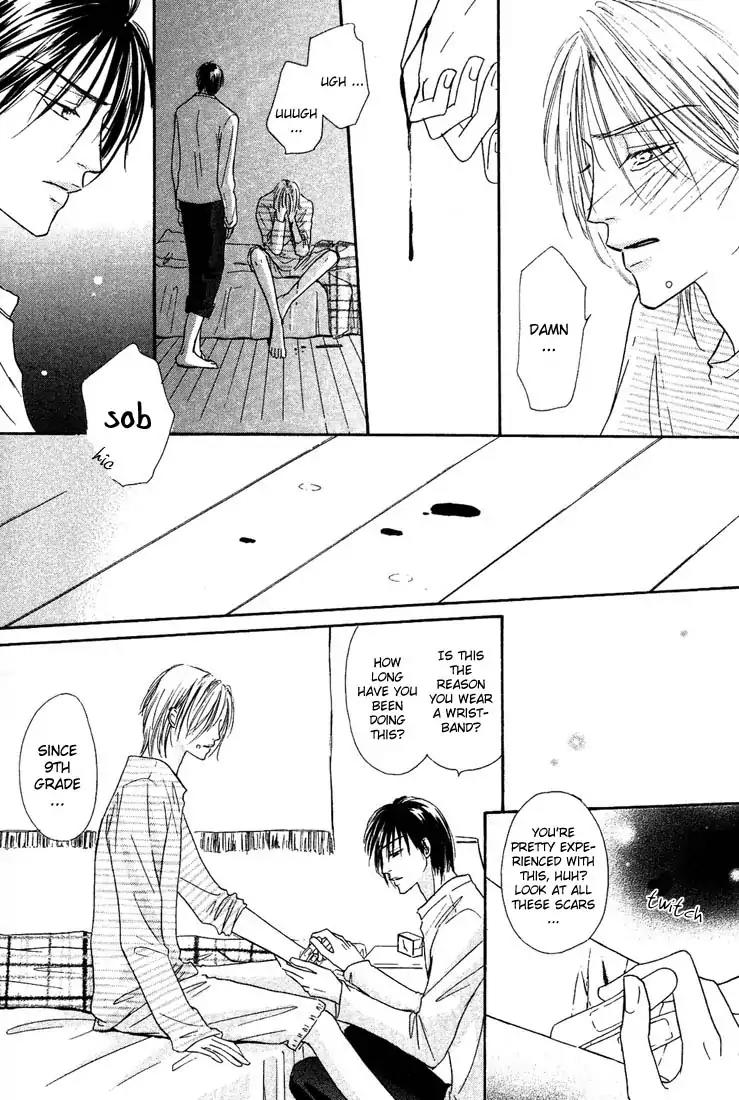 DAMN
...
UGH ...
UUUGH
...
sob
hic
YOU'RE
PRETTY EXPE-
RIENCED WITH
THIS, HUH?
LOOK AT ALL
THESE SCARS
...
twitch
IS THIS
THE
REASON
YOU WEAR
A WRIST-
BAND?
HOW
LONG
HAVE YOU
BEEN
DOING
THIS?
SINCE
9TH
GRADE
...